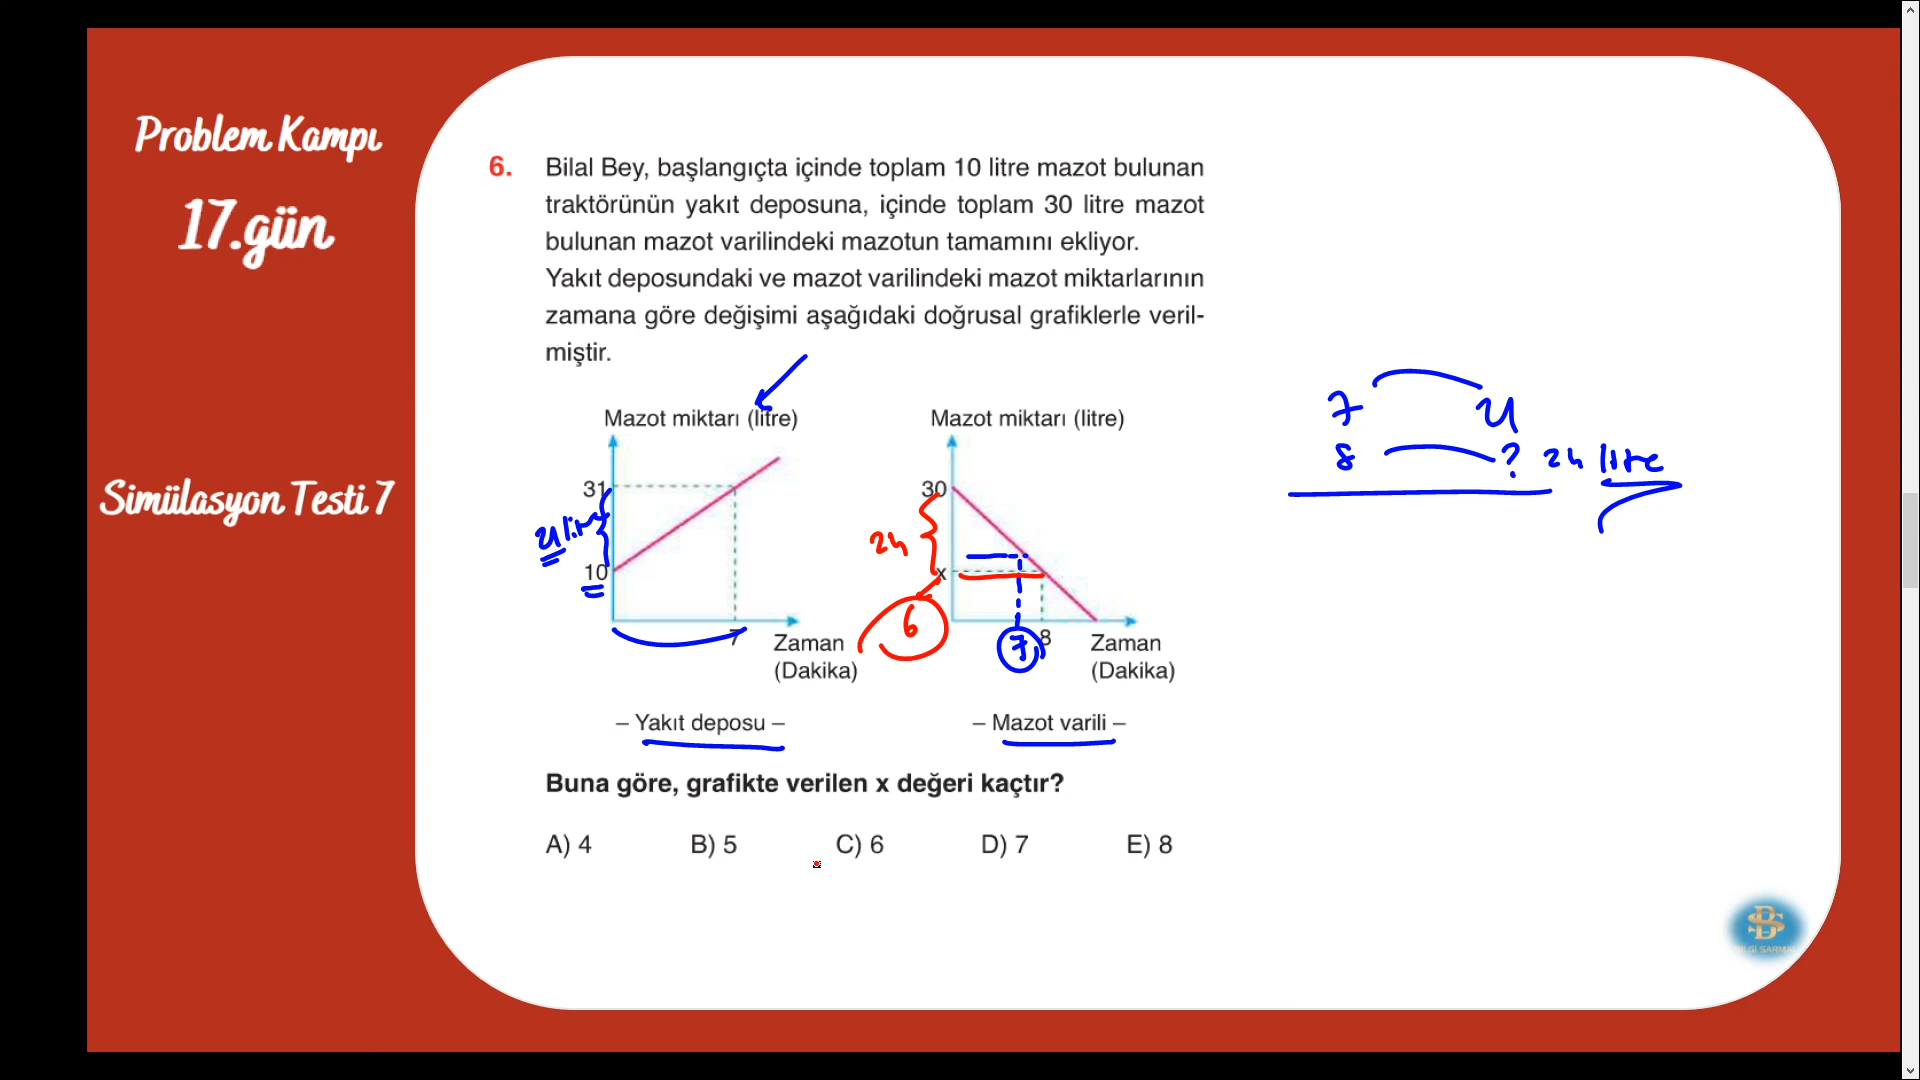 Problem Kampı
17.gün
Simülasyon Testi 7
6. Bilal Bey, başlangıçta içinde toplam 10 litre mazot bulunan
traktörünün yakıt deposuna, içinde toplam 30 litre mazot
bulunan mazot varilindeki mazotun tamamını ekliyor.
Yakıt deposundaki ve mazot varilindeki mazot miktarlarının
zamana göre değişimi aşağıdaki doğrusal grafiklerle veril-
miştir.
Mazot miktarı (litre)
31
21 litre
10
7
Zaman
(Dakika)
– Yakıt deposu –
Mazot miktarı (litre)
30
24
x
6
7
8
Zaman
(Dakika)
– Mazot varili –
7 21
8 ? 24 litre
Buna göre, grafikte verilen x değeri kaçtır?
A) 4 B) 5 C) 6 D) 7 E) 8